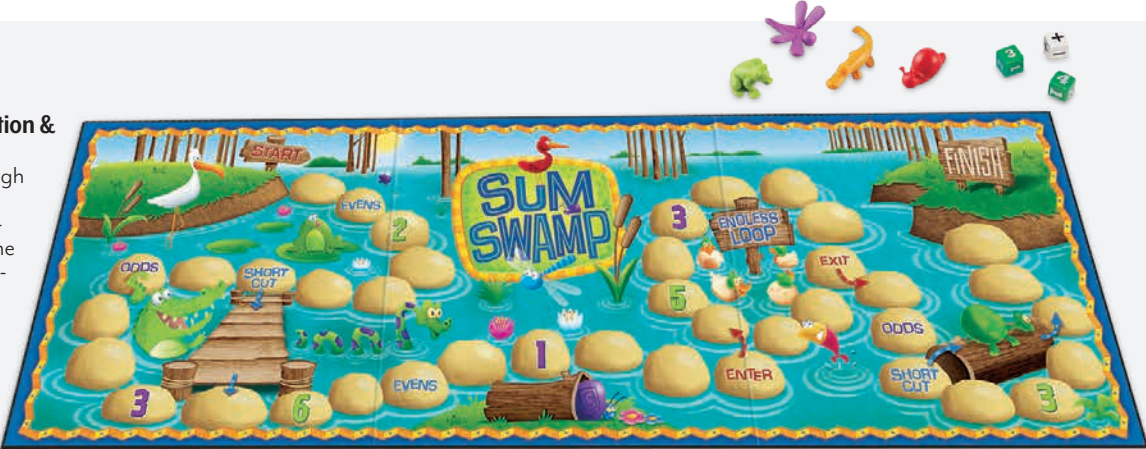 tion &
gh
-
ne
-
3
+
4
START
FINISH
SUM
SWAMP
EVENS
2
3
ENDLESS
LOOP
ODDS
SHORT
CUT
EXIT
5
ODDS
1
EVENS
ENTER
SHORT
CUT
3
6
3